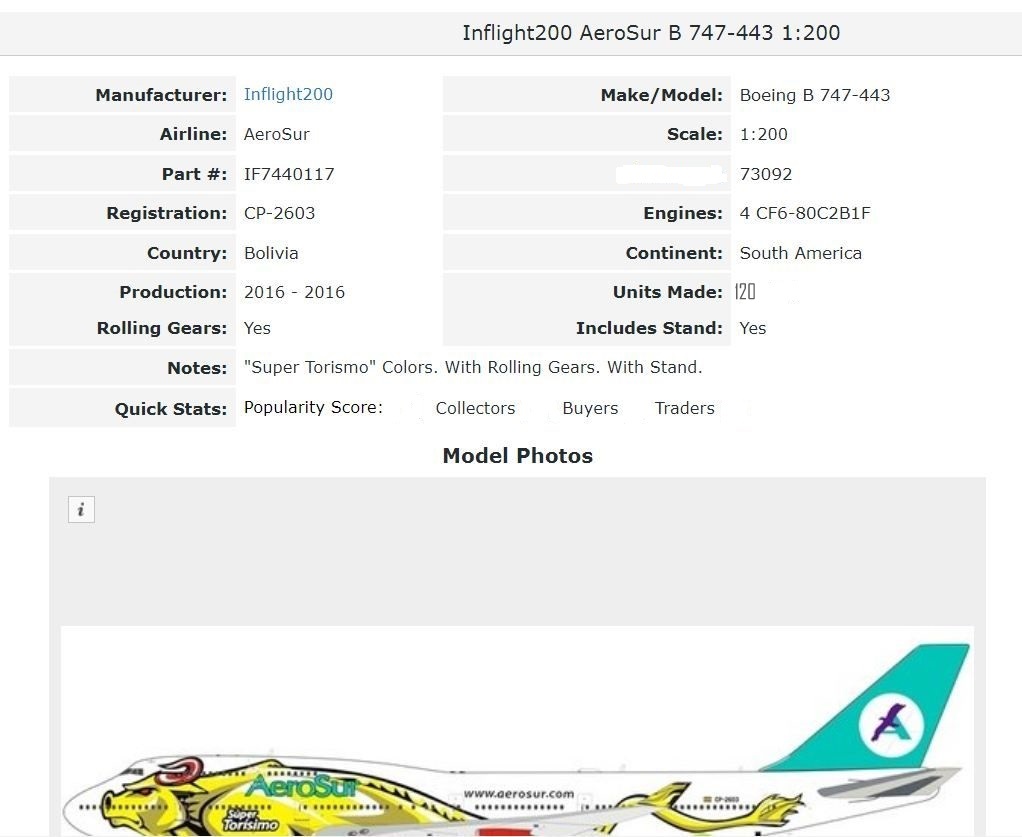 Inflight200 AeroSur B 747-443 1:200
Manufacturer: Inflight200 Make/Model: Boeing B 747-443
Airline: AeroSur Scale: 1:200
Part #: IF7440117 73092
Registration: CP-2603 Engines: 4 CF6-80C2B1F
Country: Bolivia Continent: South America
Production: 2016 - 2016 Units Made: 120
Rolling Gears: Yes Includes Stand: Yes
Notes: "Super Torismo" Colors. With Rolling Gears. With Stand.
Quick Stats: Popularity Score: Collectors Buyers Traders
Model Photos
i
AeroSur
www.aerosur.com
CP-2603
Súper
Torísimo